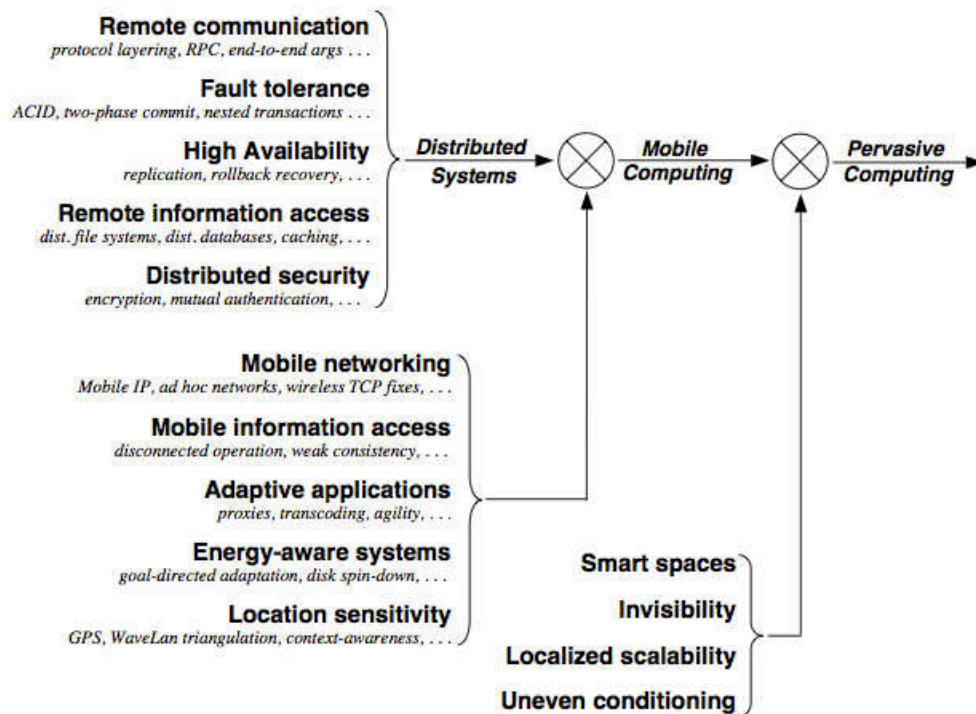 Remote communication
protocol layering, RPC, end-to-end args . . .
Fault tolerance
ACID, two-phase commit, nested transactions . . .
High Availability
replication, rollback recovery, . . .
Remote information access
dist. file systems, dist. databases, caching, . . .
Distributed security
encryption, mutual authentication, . . .
Distributed
Systems
Mobile
Computing
Pervasive
Computing
Mobile networking
Mobile IP, ad hoc networks, wireless TCP fixes, . . .
Mobile information access
disconnected operation, weak consistency, . . .
Adaptive applications
proxies, transcoding, agility, . . .
Energy-aware systems
goal-directed adaptation, disk spin-down, . . .
Location sensitivity
GPS, WaveLan triangulation, context-awareness, . . .
Smart spaces
Invisibility
Localized scalability
Uneven conditioning